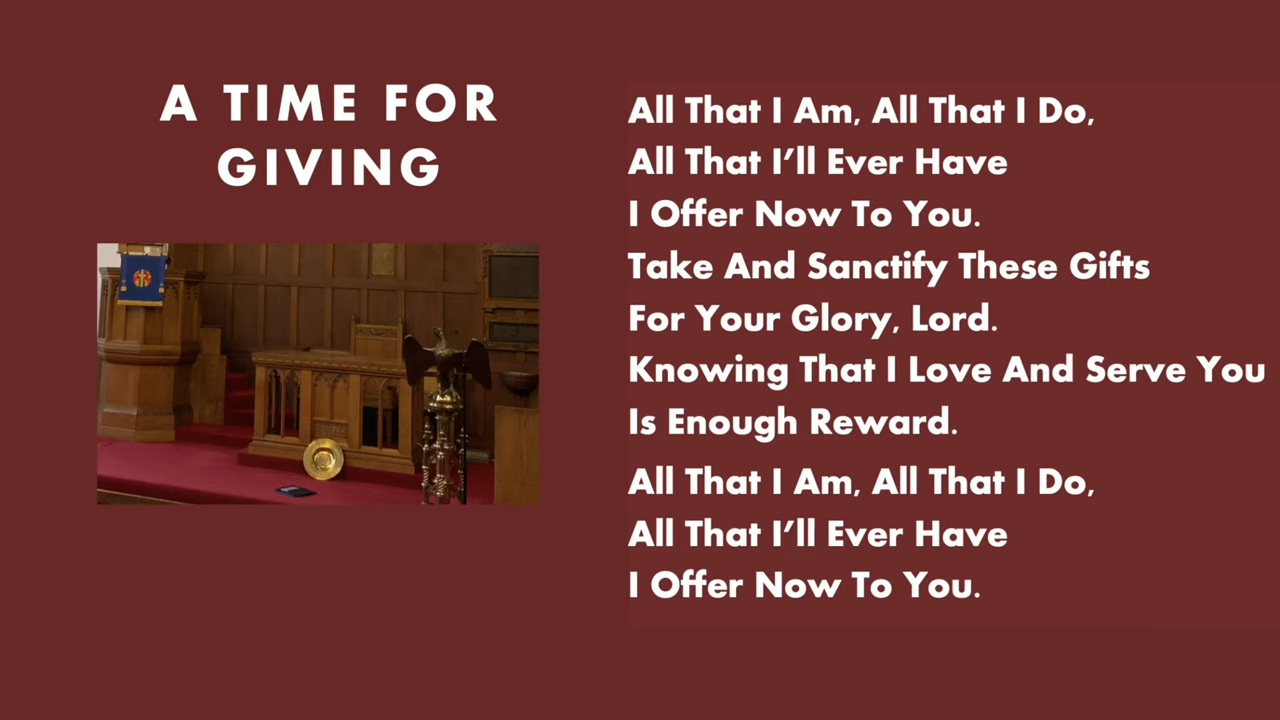 A TIME FOR
GIVING
All That I Am, All That I Do,
All That I’ll Ever Have
I Offer Now To You.
Take And Sanctify These Gifts
For Your Glory, Lord.
Knowing That I Love And Serve You
Is Enough Reward.
All That I Am, All That I Do,
All That I’ll Ever Have
I Offer Now To You.